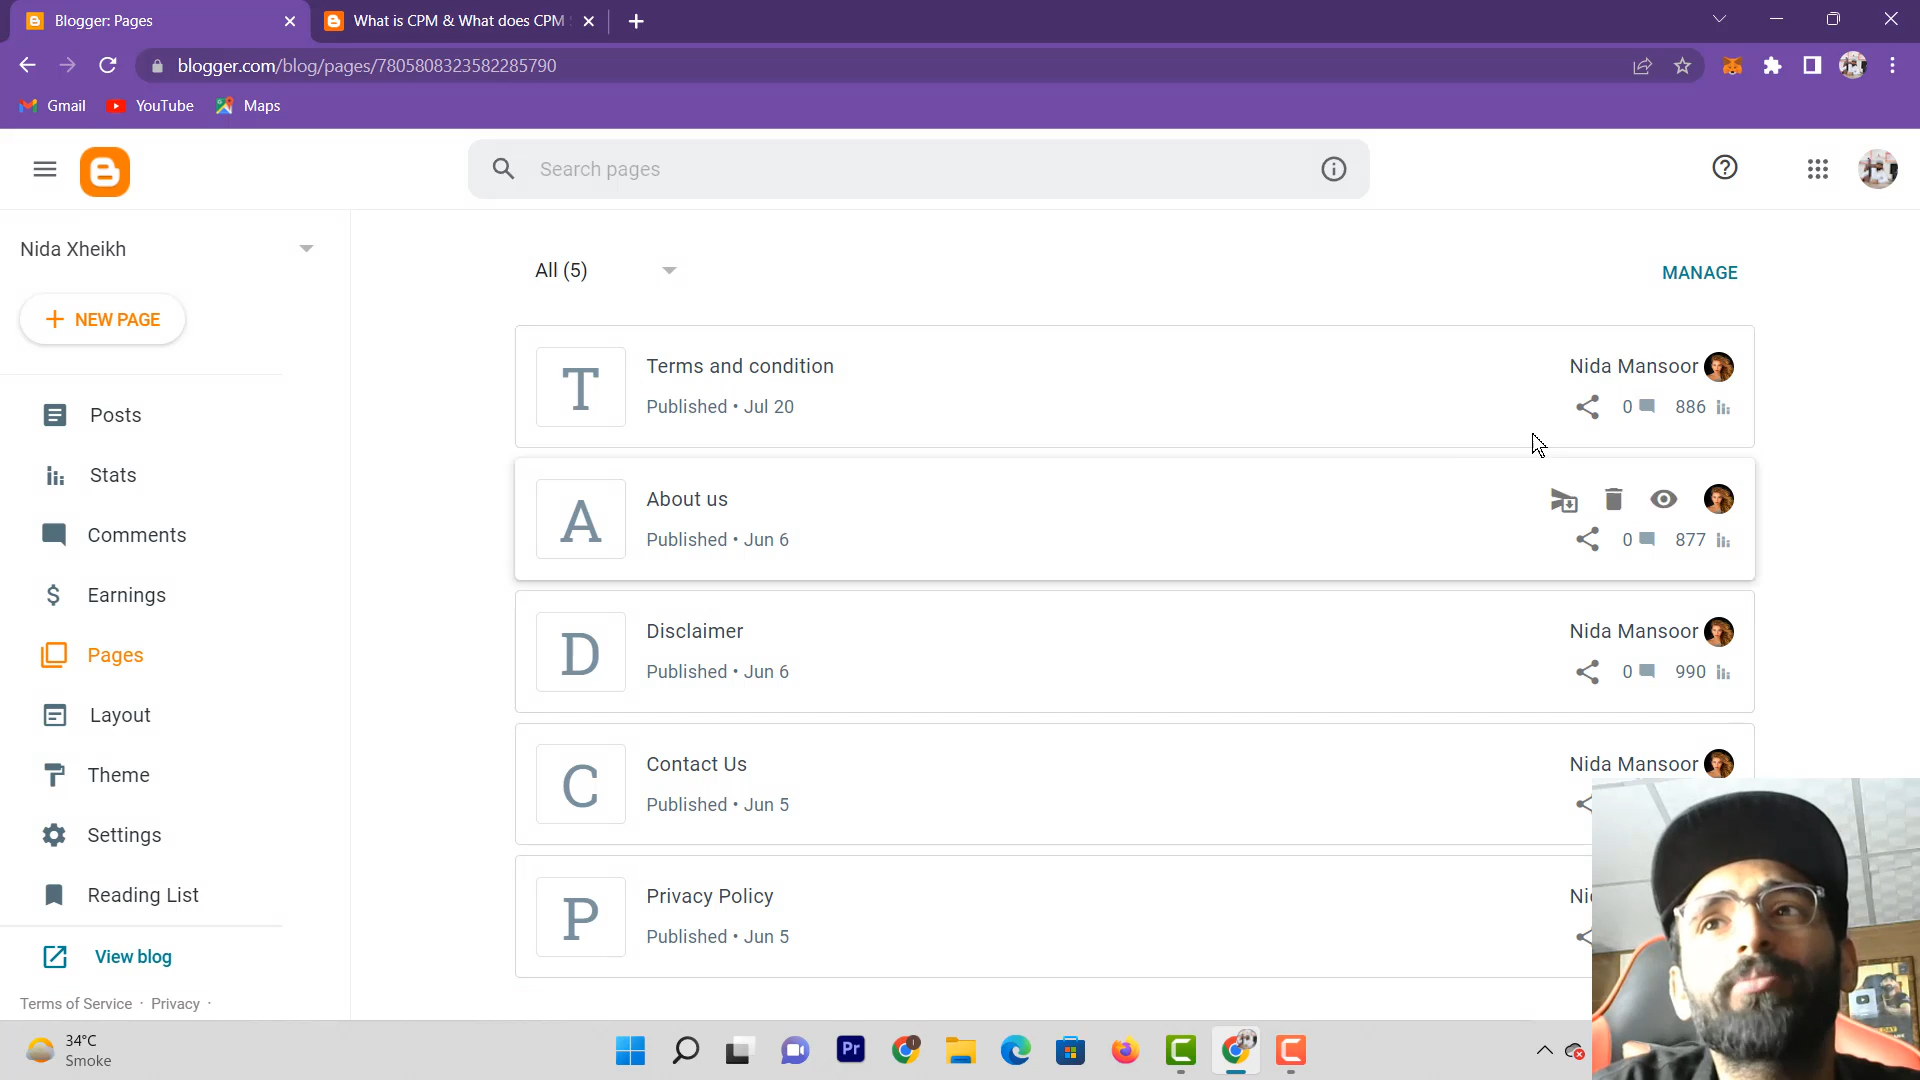 Blogger: Pages
What is CPM & What does CPM
blogger.com/blog/pages/7805808323582285790
Gmail
YouTube
Maps
Search pages
Nida Xheikh
All (5)
MANAGE
NEW PAGE
Posts
Stats
Comments
Earnings
Pages
Layout
Theme
Settings
Reading List
View blog
Terms of Service · Privacy ·
T
Terms and condition
Nida Mansoor
Published • Jul 20
0
886
A
About us
Published • Jun 6
0
877
D
Disclaimer
Nida Mansoor
Published • Jun 6
0
990
C
Contact Us
Nida Mansoor
Published • Jun 5
P
Privacy Policy
Published • Jun 5
34°C
Smoke
Pr